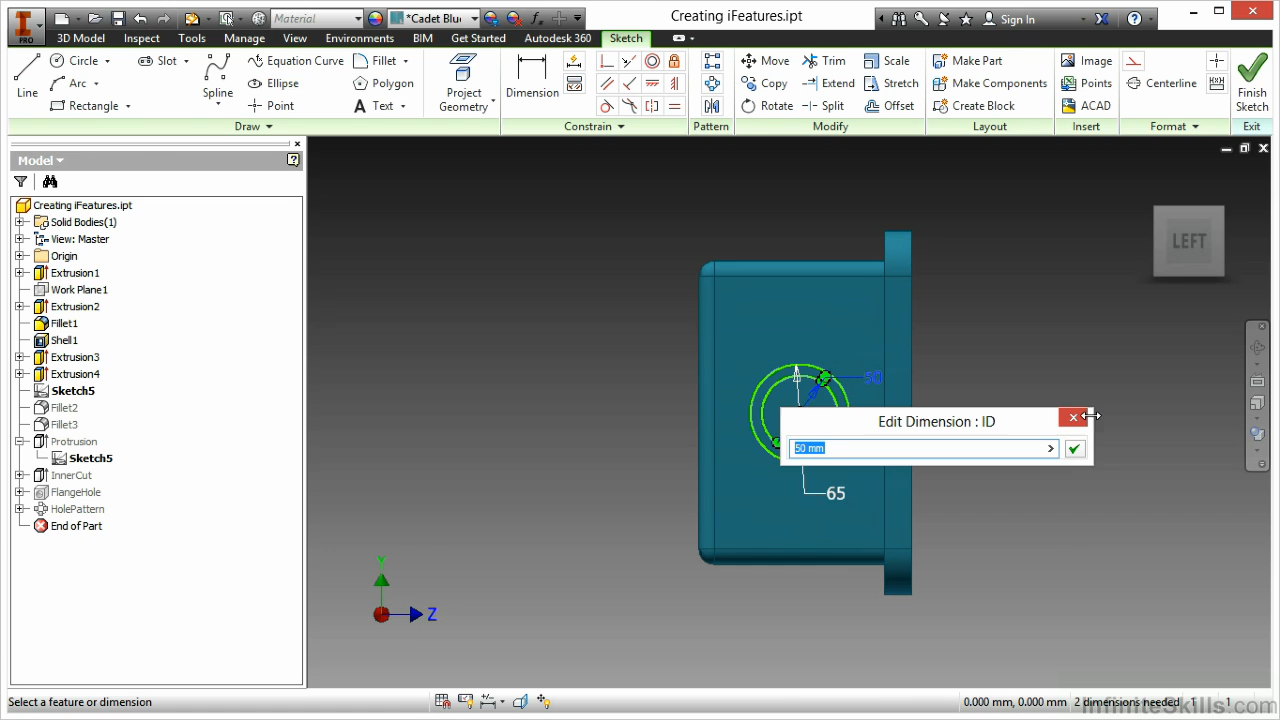 Creating iFeatures.ipt
PRO
Material
*Cadet Blu
Sign In
3D Model Inspect Tools Manage View Environments BIM Get Started Autodesk 360 Sketch
Line
Circle
Arc
Rectangle
Slot
Spline
Equation Curve
Ellipse
Point
Fillet
Polygon
Text
Project
Geometry
Dimension
Move
Copy
Rotate
Trim
Extend
Split
Scale
Stretch
Offset
Make Part
Make Components
Create Block
Image
Points
ACAD
Centerline
Finish
Sketch
Draw Constrain Pattern Modify Layout Insert Format Exit
Model
Creating iFeatures.ipt
Solid Bodies(1)
View: Master
Origin
Extrusion1
Work Plane1
Extrusion2
Fillet1
Shell1
Extrusion3
Extrusion4
Sketch5
Fillet2
Fillet3
Protrusion
Sketch5
InnerCut
FlangeHole
HolePattern
End of Part
LEFT
50
Edit Dimension : ID
50 mm
65
Y
Z
Select a feature or dimension
0.000 mm, 0.000 mm 2 dimensions needed 1 1
InfiniteSkills.com